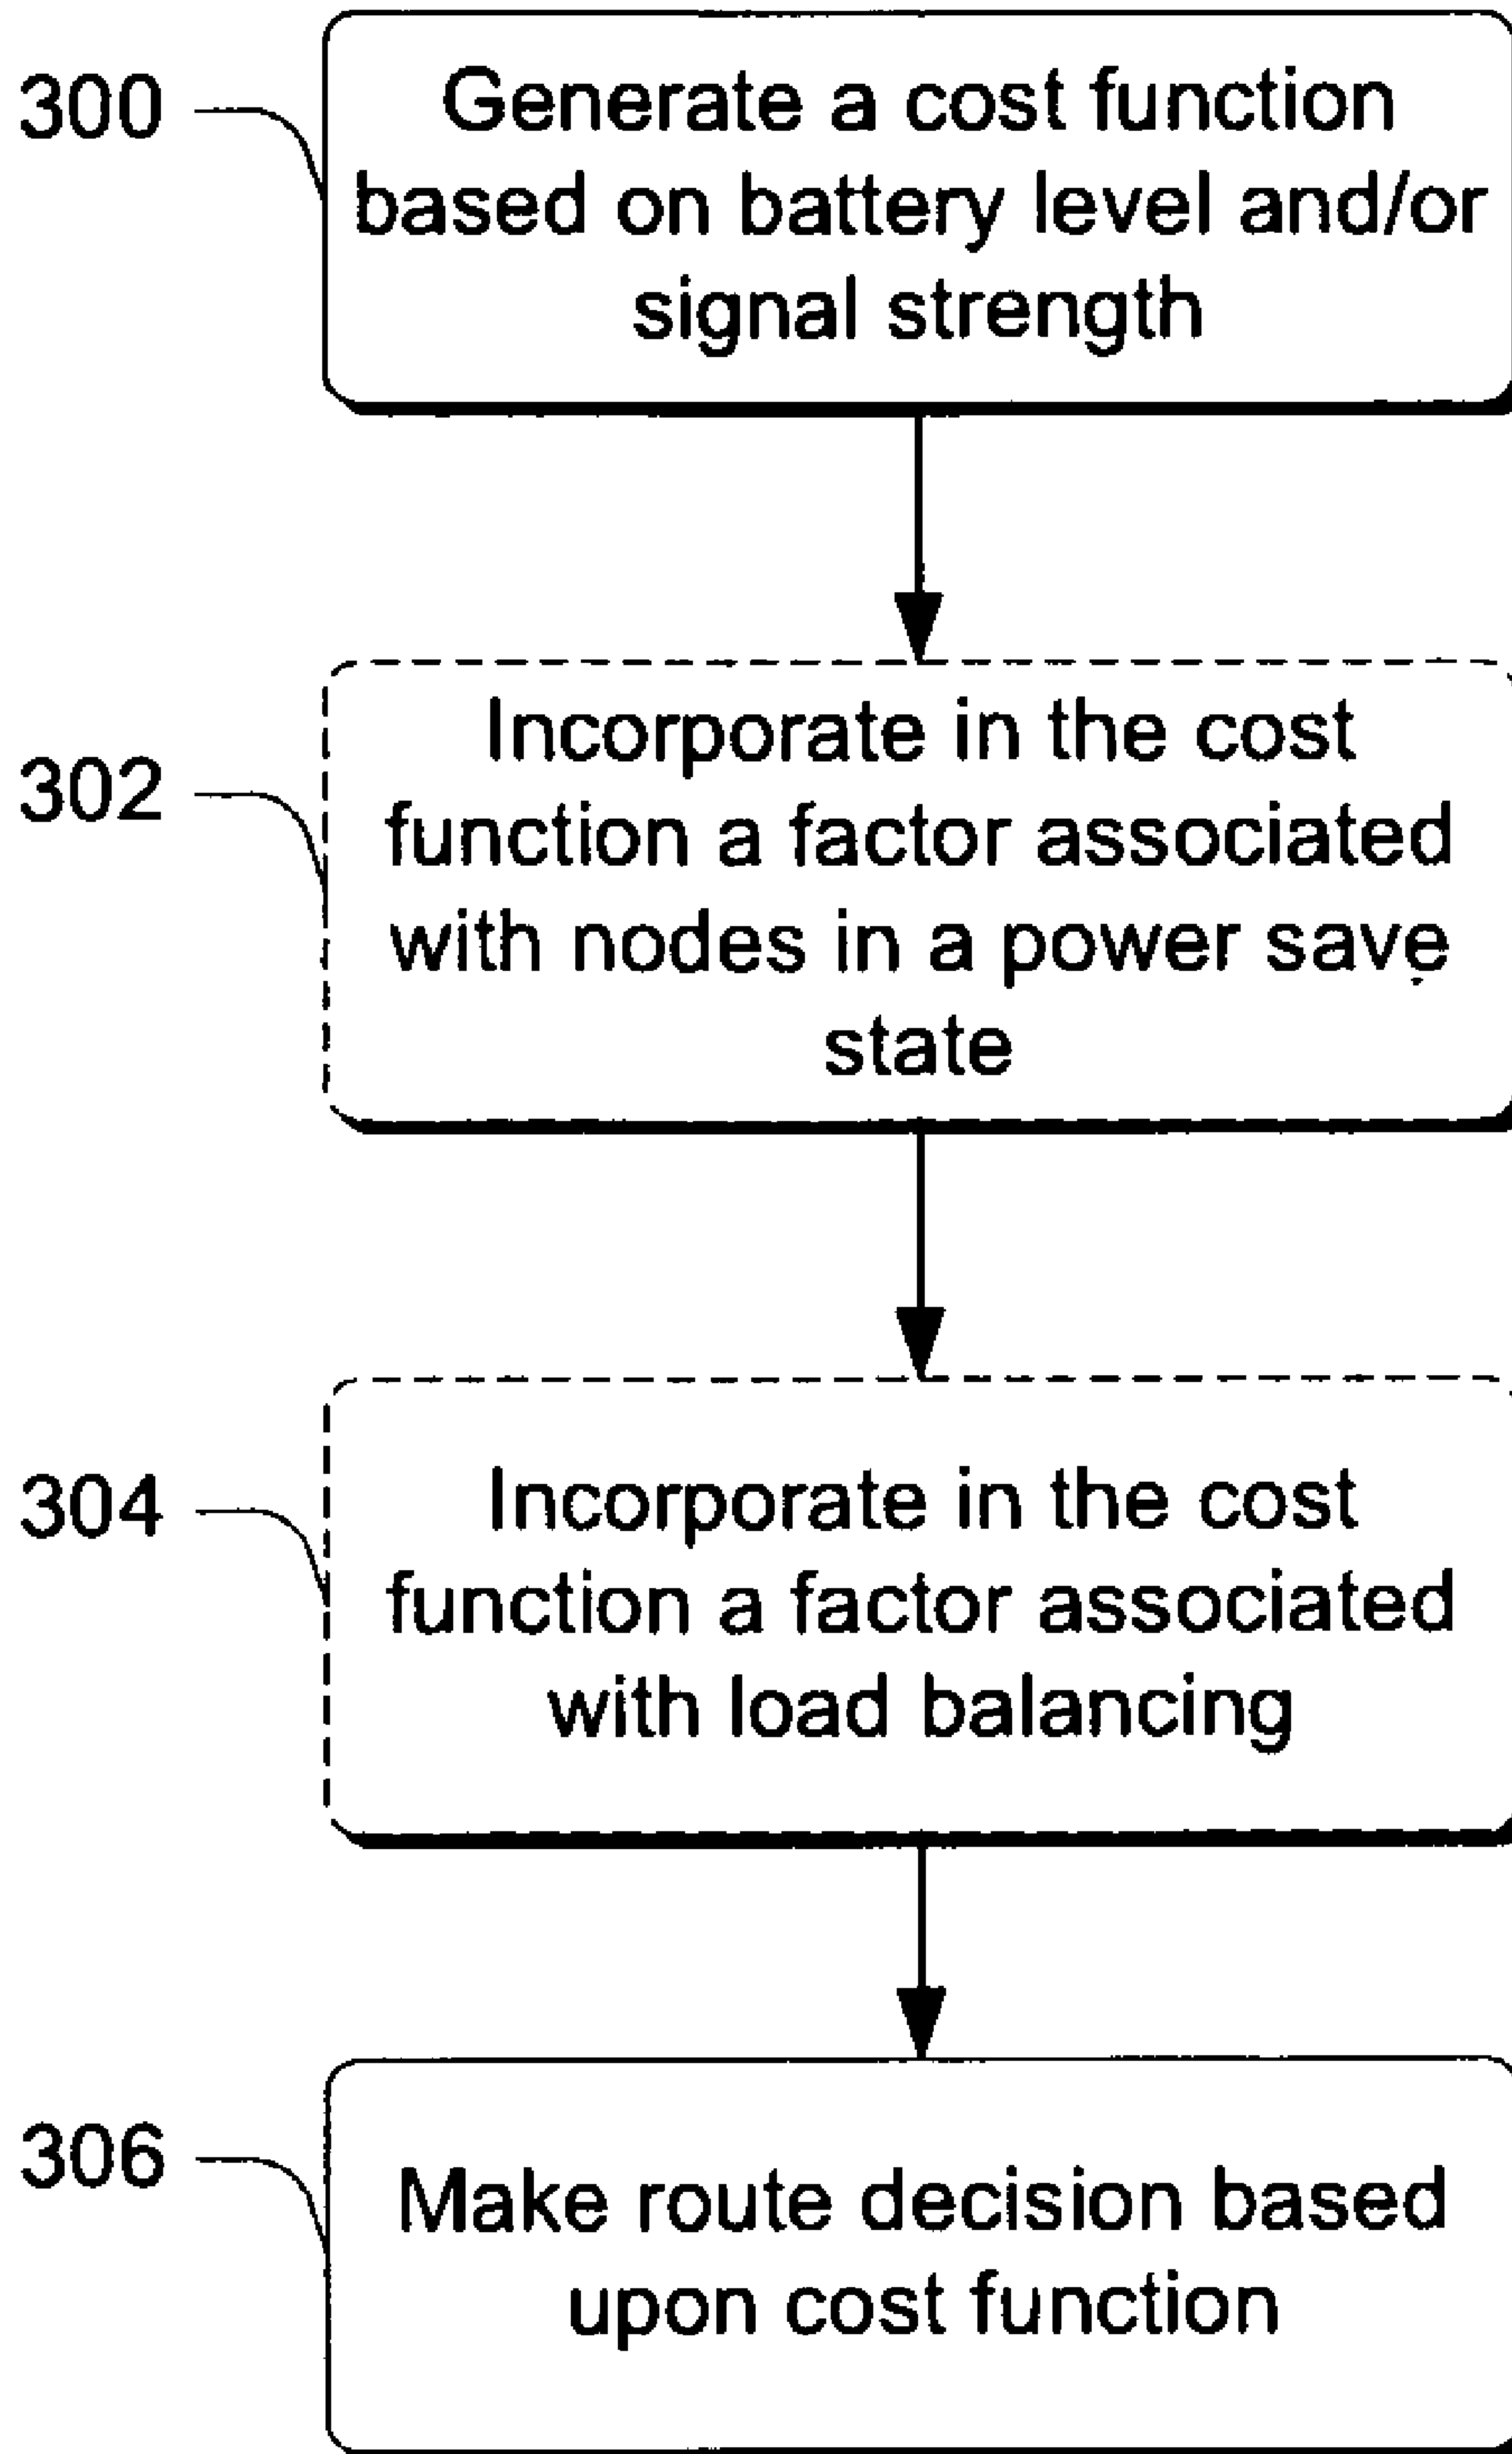 300
Generate a cost function
based on battery level and/or
signal strength
302
Incorporate in the cost
function a factor associated
with nodes in a power save
state
304
Incorporate in the cost
function a factor associated
with load balancing
306
Make route decision based
upon cost function